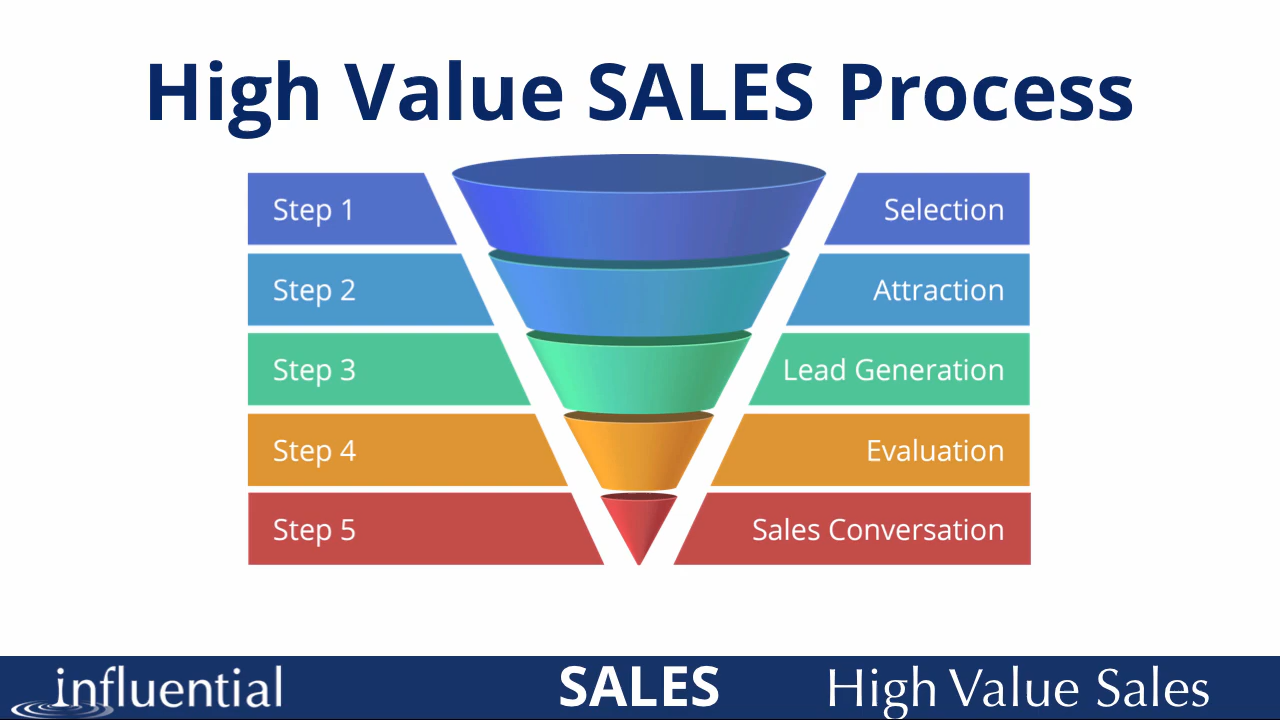 High Value SALES Process
Step 1 Selection
Step 2 Attraction
Step 3 Lead Generation
Step 4 Evaluation
Step 5 Sales Conversation
influential SALES High Value Sales